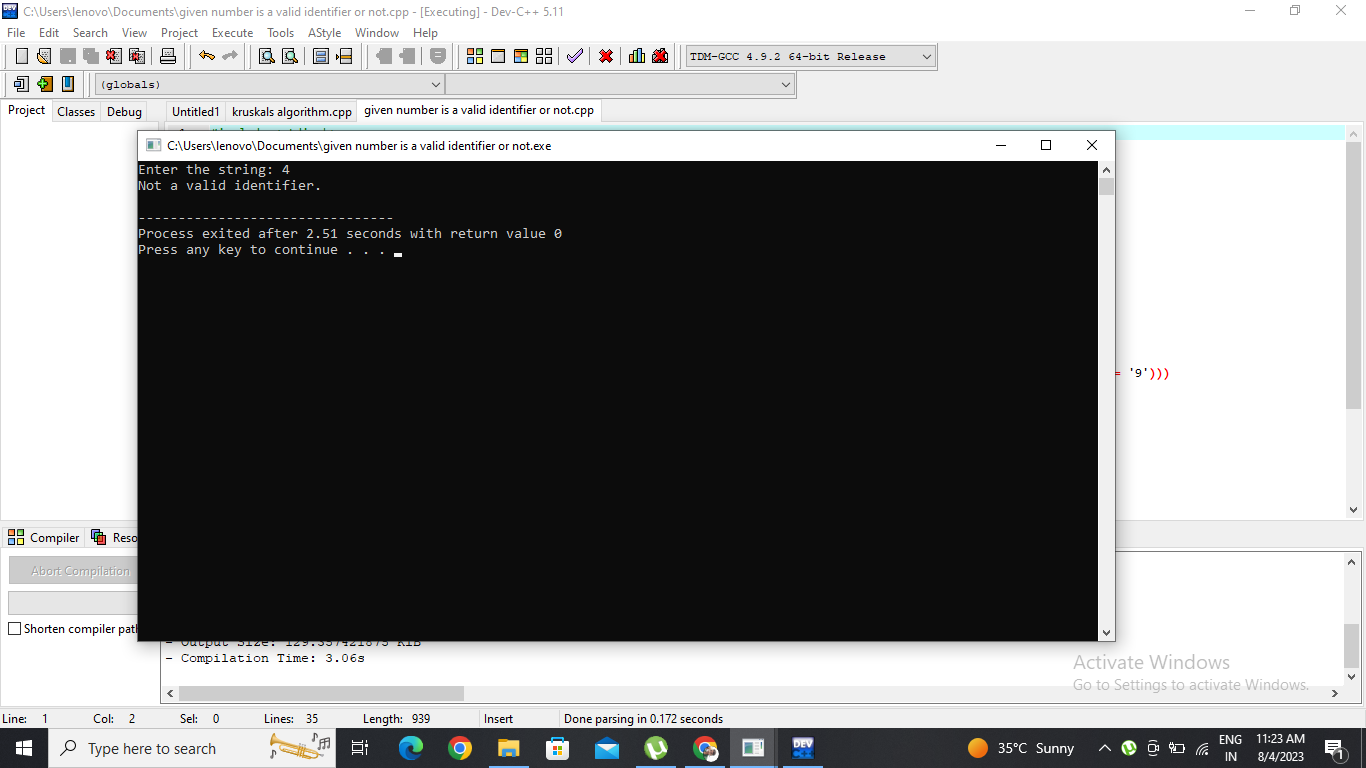 C:\Users\lenovo\Documents\given number is a valid identifier or not.cpp - [Executing] - Dev-C++ 5.11
File Edit Search View Project Execute Tools AStyle Window Help
TDM-GCC 4.9.2 64-bit Release
(globals)
Project Classes Debug Untitled1 kruskals algorithm.cpp given number is a valid identifier or not.cpp
C:\Users\lenovo\Documents\given number is a valid identifier or not.exe
Enter the string: 4
Not a valid identifier.
--------------------------------
Process exited after 2.51 seconds with return value 0
Press any key to continue . . .
= '9')))
Compiler Reso
Abort Compilation
Shorten compiler path
- Output Size: 129.357421875 KiB
- Compilation Time: 3.06s
Activate Windows
Go to Settings to activate Windows.
Line: 1 Col: 2 Sel: 0 Lines: 35 Length: 939 Insert Done parsing in 0.172 seconds
Type here to search
DEV
35°C Sunny
ENG
IN
11:23 AM
8/4/2023
1